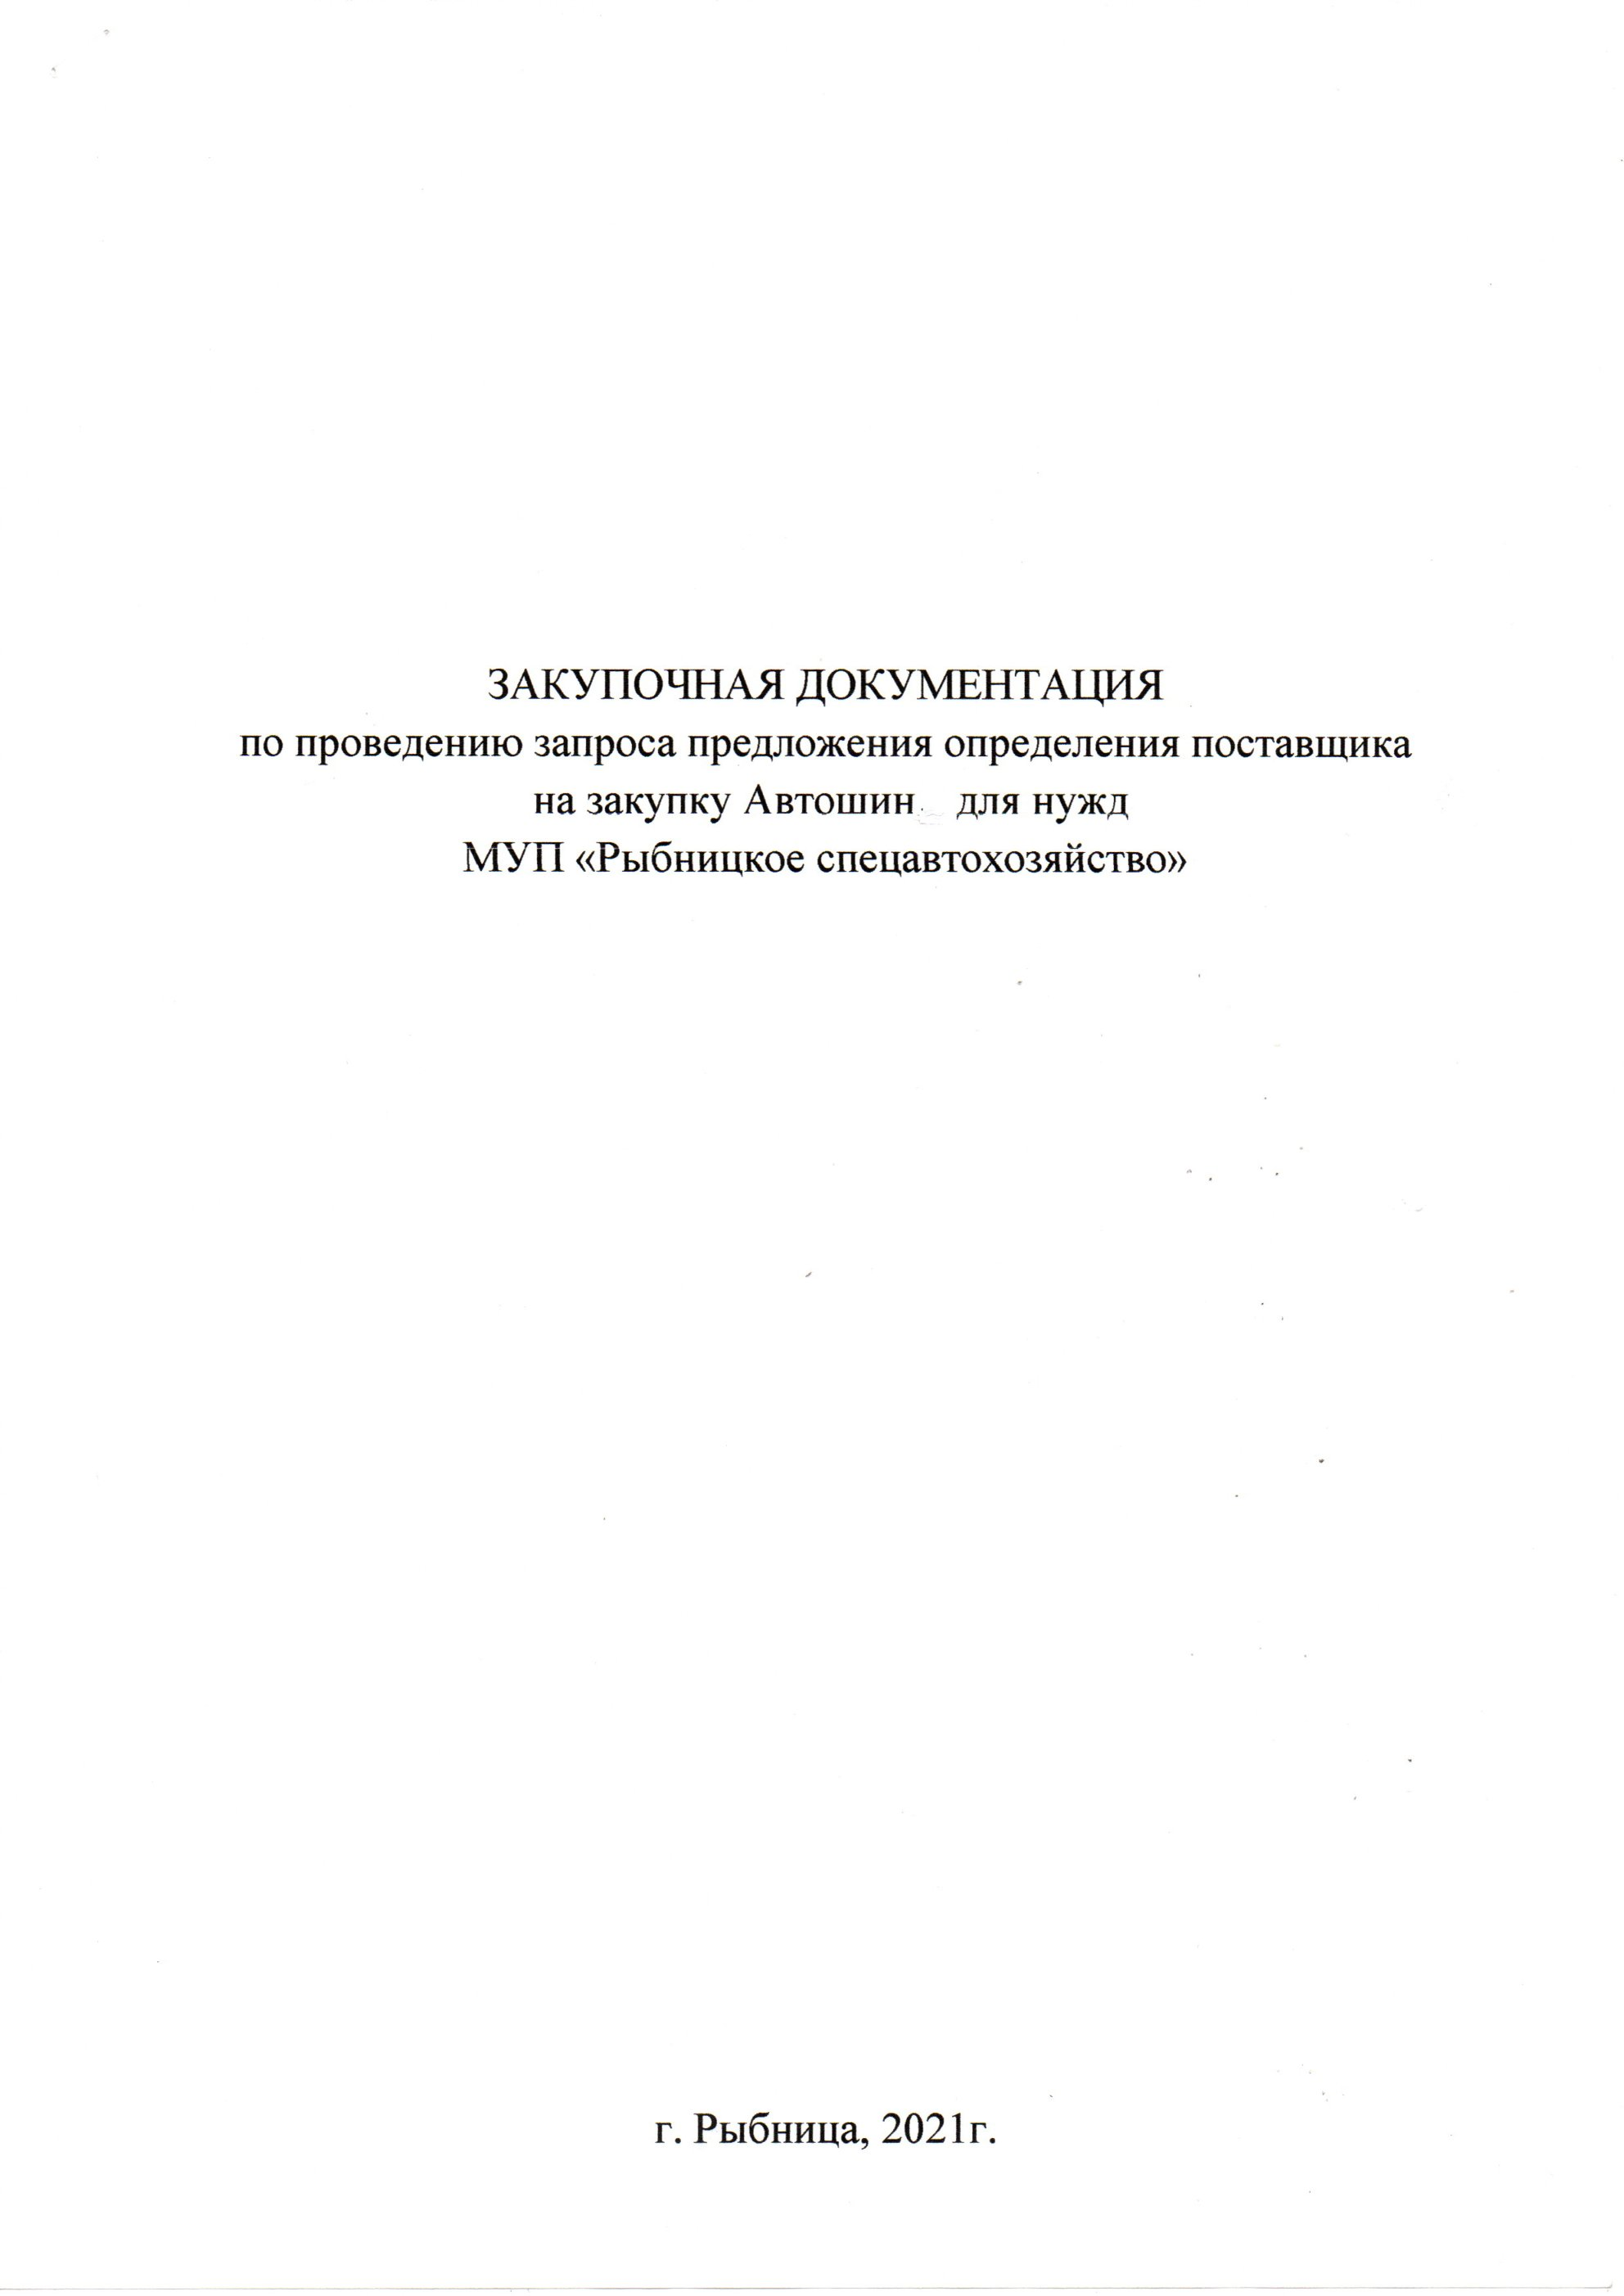 ЗАКУПОЧНАЯ ДОКУМЕНТАЦИЯ
по проведению запроса предложения определения поставщика
на закупку Автошин для нужд
МУП «Рыбницкое спецавтохозяйство»
г. Рыбница, 2021г.